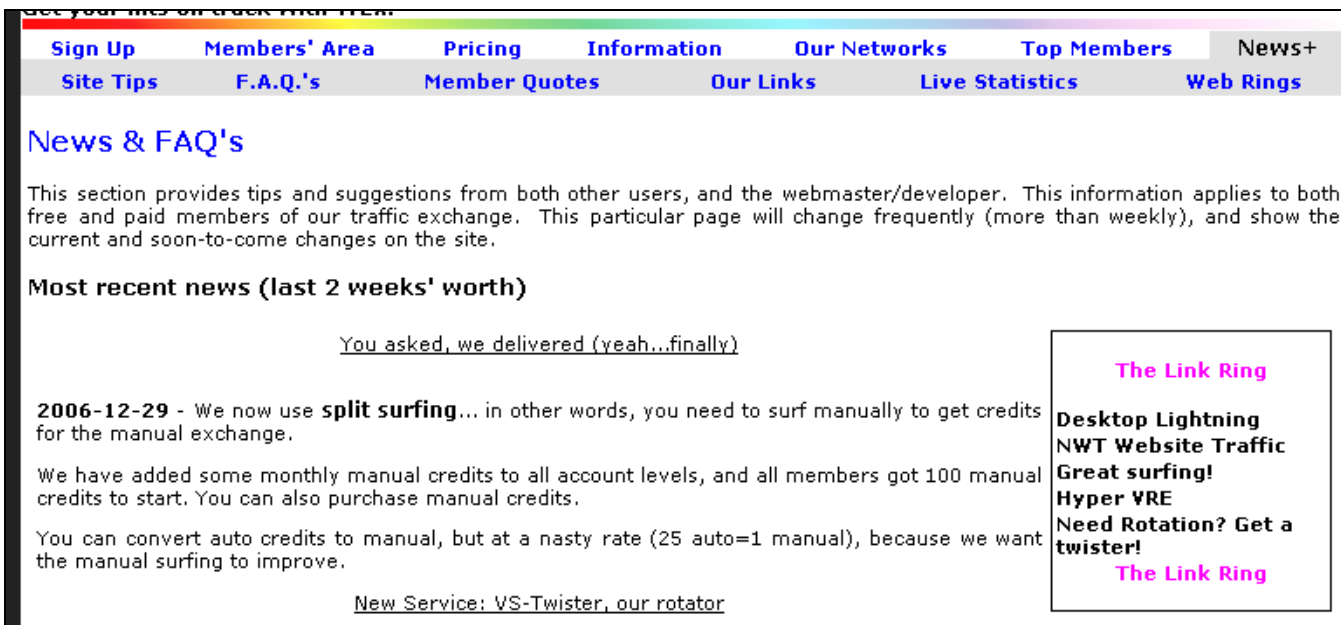 Get your hits on track with TTEX!
Sign Up Members' Area Pricing Information Our Networks Top Members News+
Site Tips F.A.Q.'s Member Quotes Our Links Live Statistics Web Rings
News & FAQ's
This section provides tips and suggestions from both other users, and the webmaster/developer. This information applies to both
free and paid members of our traffic exchange. This particular page will change frequently (more than weekly), and show the
current and soon-to-come changes on the site.
Most recent news (last 2 weeks' worth)
You asked, we delivered (yeah...finally)
2006-12-29 - We now use split surfing... in other words, you need to surf manually to get credits
for the manual exchange.
We have added some monthly manual credits to all account levels, and all members got 100 manual
credits to start. You can also purchase manual credits.
You can convert auto credits to manual, but at a nasty rate (25 auto=1 manual), because we want
the manual surfing to improve.
New Service: VS-Twister, our rotator
The Link Ring
Desktop Lightning
NWT Website Traffic
Great surfing!
Hyper VRE
Need Rotation? Get a
twister!
The Link Ring